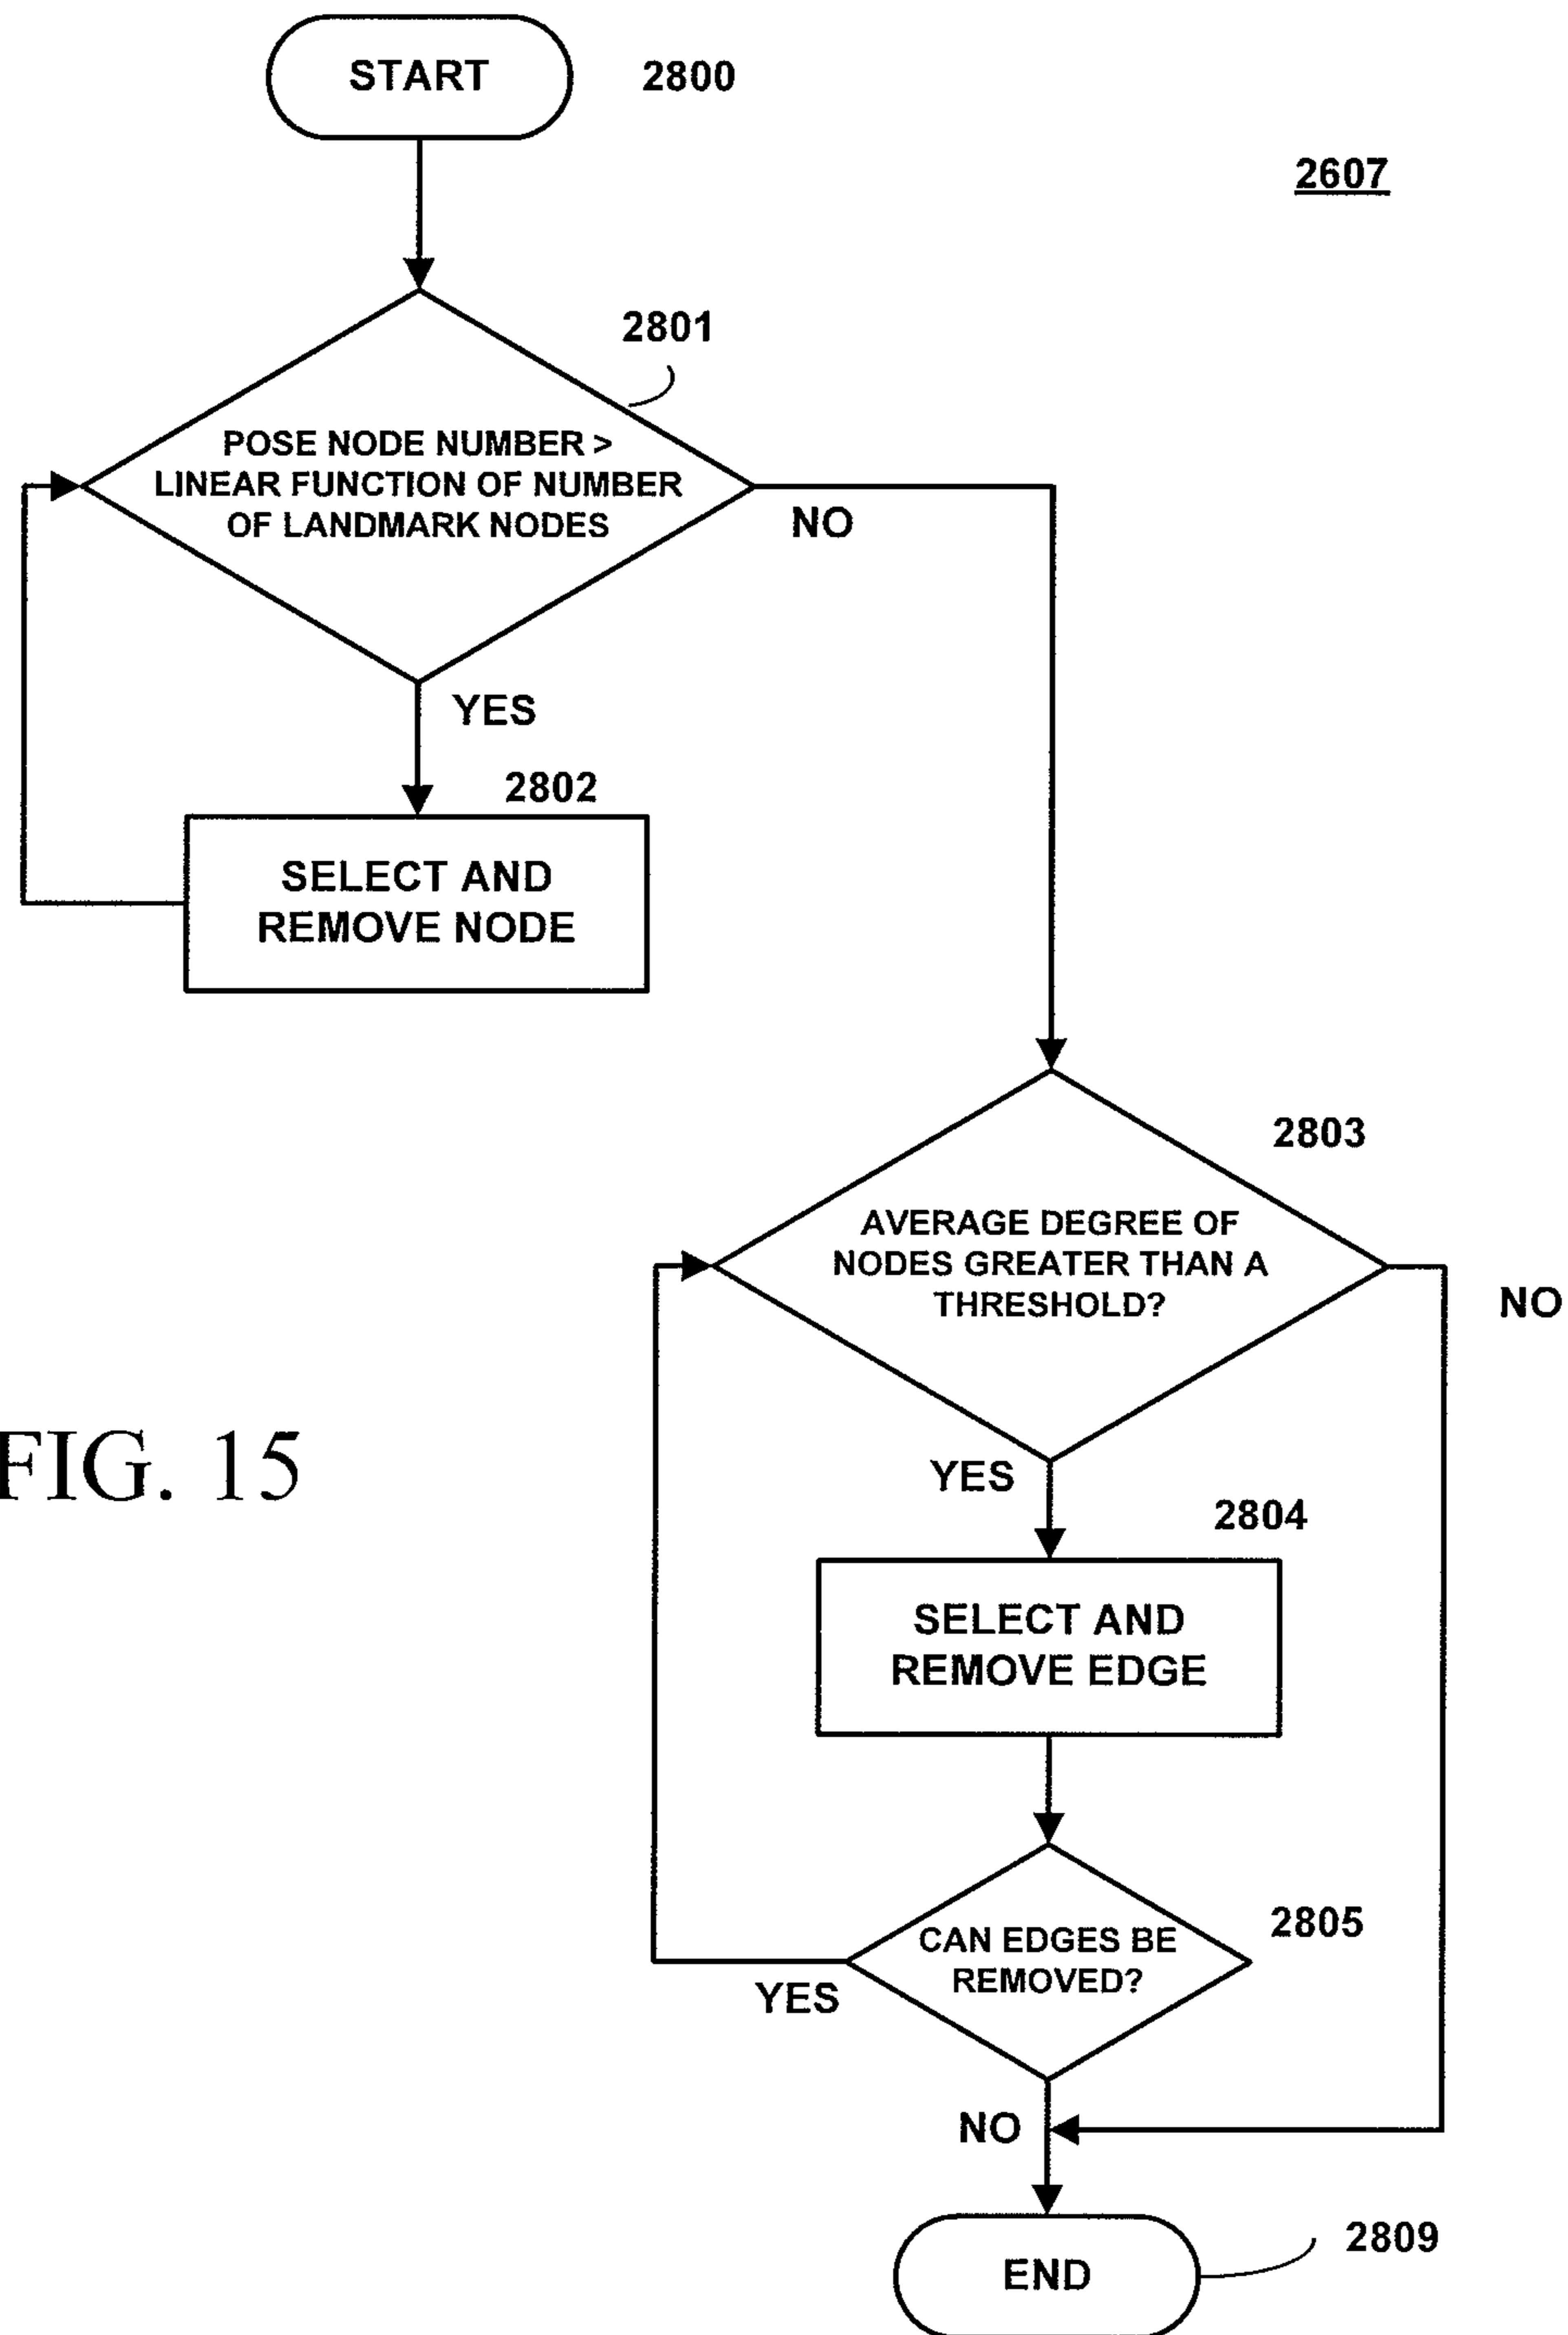 START
2800
2607
2801
POSE NODE NUMBER >
LINEAR FUNCTION OF NUMBER
OF LANDMARK NODES
NO
YES
2802
SELECT AND
REMOVE NODE
2803
AVERAGE DEGREE OF
NODES GREATER THAN A
THRESHOLD?
NO
FIG. 15
YES
2804
SELECT AND
REMOVE EDGE
2805
CAN EDGES BE
REMOVED?
YES
NO
2809
END